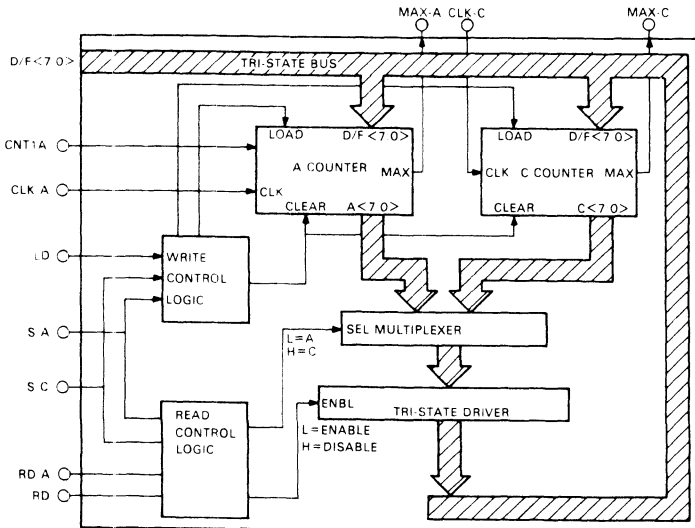 MAX-A CLK-C MAX-C
D/F<7 0>
TRI-STATE BUS
LOAD D/F<7 0>
LOAD D/F<7 0>
CNT1A
A COUNTER
MAX
CLK C COUNTER MAX
CLK A
CLK
CLEAR A<7 0>
CLEAR C<7 0>
LD
WRITE
CONTROL
LOGIC
S A
L=A
H=C
SEL MULTIPLEXER
S C
READ
CONTROL
LOGIC
ENBL
TRI-STATE DRIVER
L=ENABLE
H=DISABLE
RD A
RD